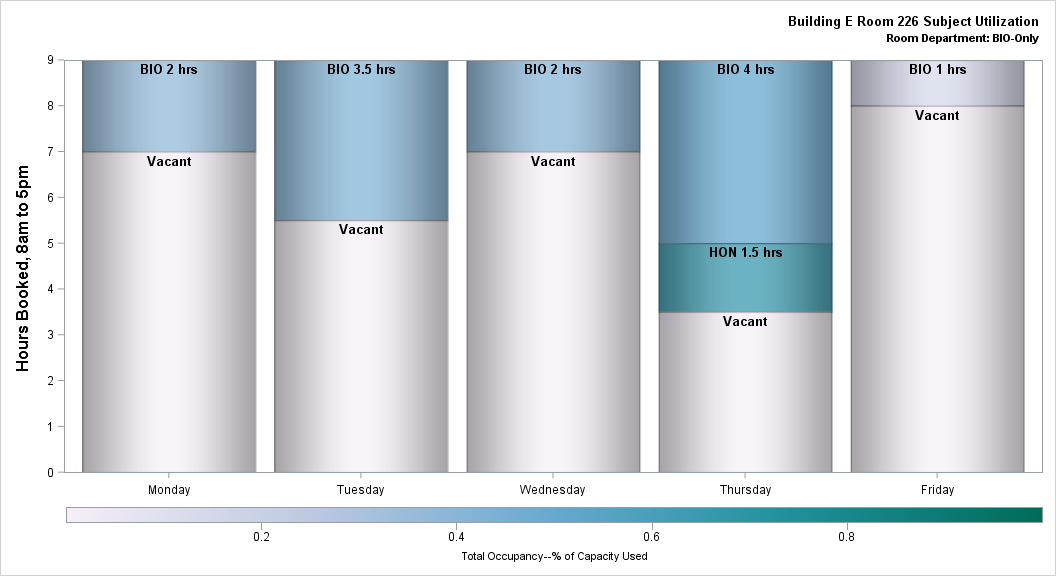 Building E Room 226 Subject Utilization
Room Department: BIO-Only
Hours Booked, 8am to 5pm
9
8
7
6
5
4
3
2
1
0
BIO 2 hrs
Vacant
BIO 3.5 hrs
Vacant
BIO 2 hrs
Vacant
BIO 4 hrs
HON 1.5 hrs
Vacant
BIO 1 hrs
Vacant
Monday Tuesday Wednesday Thursday Friday
0.2 0.4 0.6 0.8
Total Occupancy--% of Capacity Used